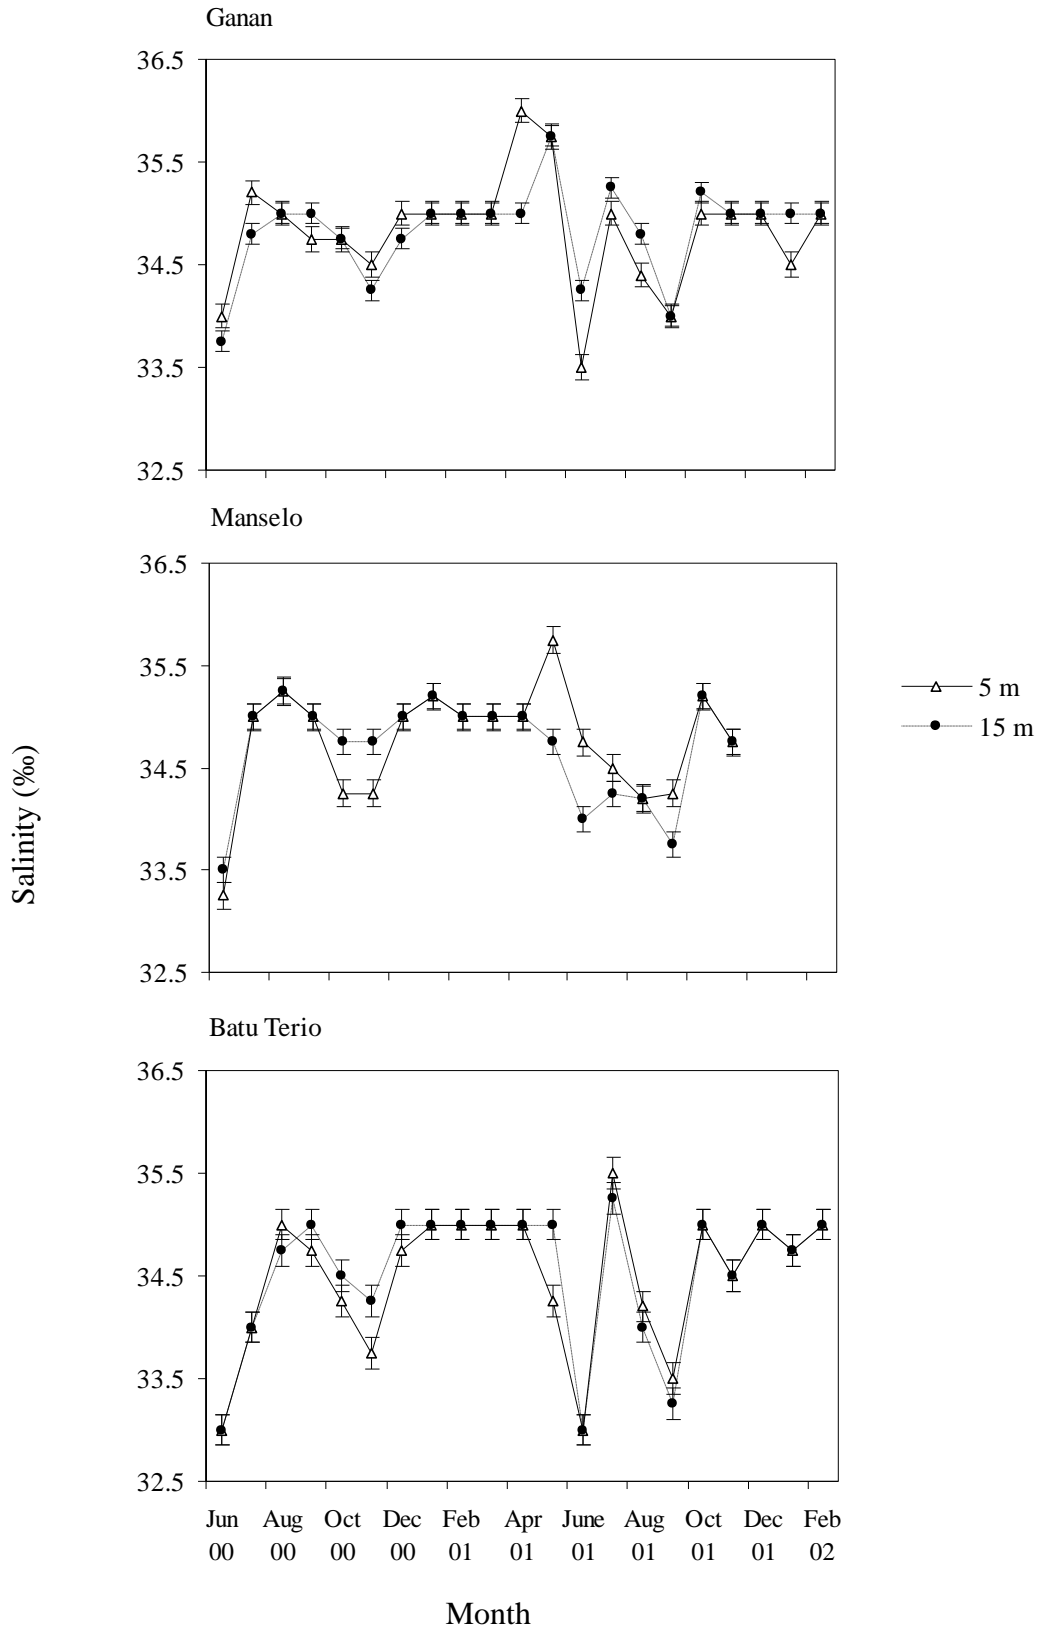 Ganan
36.5
35.5
34.5
33.5
32.5
Manselo
36.5
35.5
34.5
33.5
32.5
Salinity (‰)
5 m
15 m
Batu Terio
36.5
35.5
34.5
33.5
32.5
Jun Aug Oct Dec Feb Apr June Aug Oct Dec Feb
00 00 00 00 01 01 01 01 01 01 02
Month